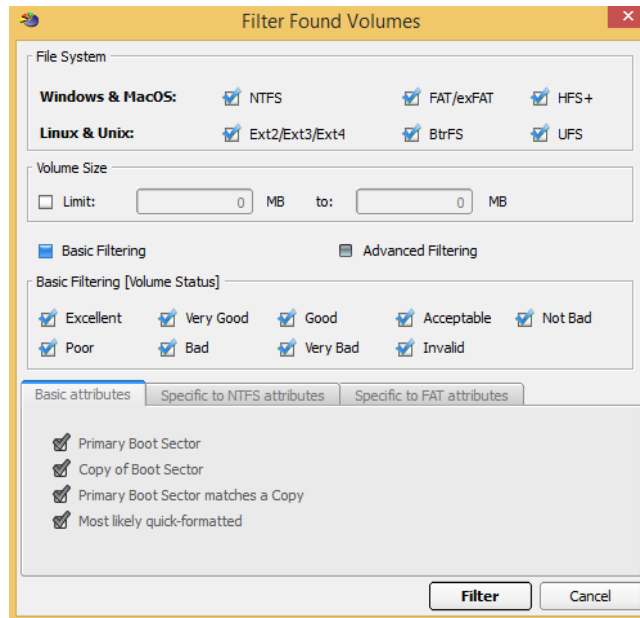 Filter Found Volumes
File System
Windows & MacOS: NTFS FAT/exFAT HFS+
Linux & Unix: Ext2/Ext3/Ext4 BtrFS UFS
Volume Size
Limit: 0 MB to: 0 MB
Basic Filtering Advanced Filtering
Basic Filtering [Volume Status]
Excellent Very Good Good Acceptable Not Bad
Poor Bad Very Bad Invalid
Basic attributes Specific to NTFS attributes Specific to FAT attributes
Primary Boot Sector
Copy of Boot Sector
Primary Boot Sector matches a Copy
Most likely quick-formatted
Filter Cancel